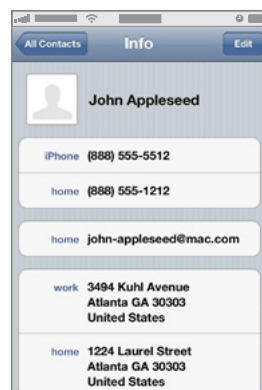 All Contacts Info Edit
John Appleseed
iPhone (888) 555-5512
home (888) 555-1212
home john-appleseed@mac.com
work 3494 Kuhl Avenue
Atlanta GA 30303
United States
home 1224 Laurel Street
Atlanta GA 30303
United States